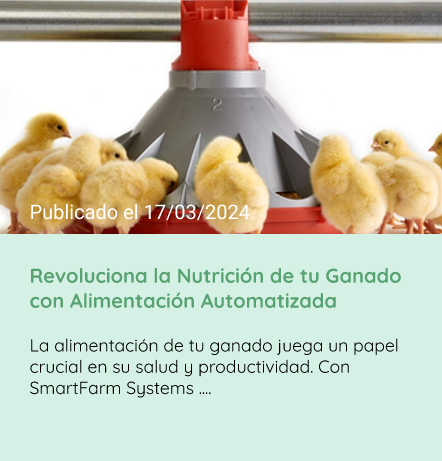 2
Publicado el 17/03/2024
Revoluciona la Nutrición de tu Ganado
con Alimentación Automatizada
La alimentación de tu ganado juega un papel
crucial en su salud y productividad. Con
SmartFarm Systems ....